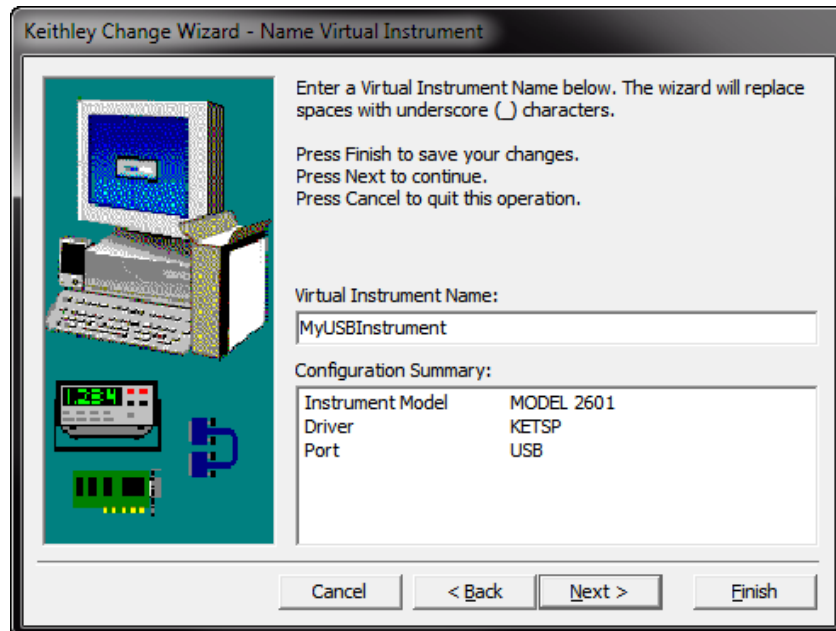 Keithley Change Wizard - Name Virtual Instrument
Enter a Virtual Instrument Name below. The wizard will replace
spaces with underscore (_) characters.
Press Finish to save your changes.
Press Next to continue.
Press Cancel to quit this operation.
Virtual Instrument Name:
MyUSBInstrument
Configuration Summary:
Instrument Model MODEL 2601
Driver KETSP
Port USB
1.234
Cancel < Back Next > Finish